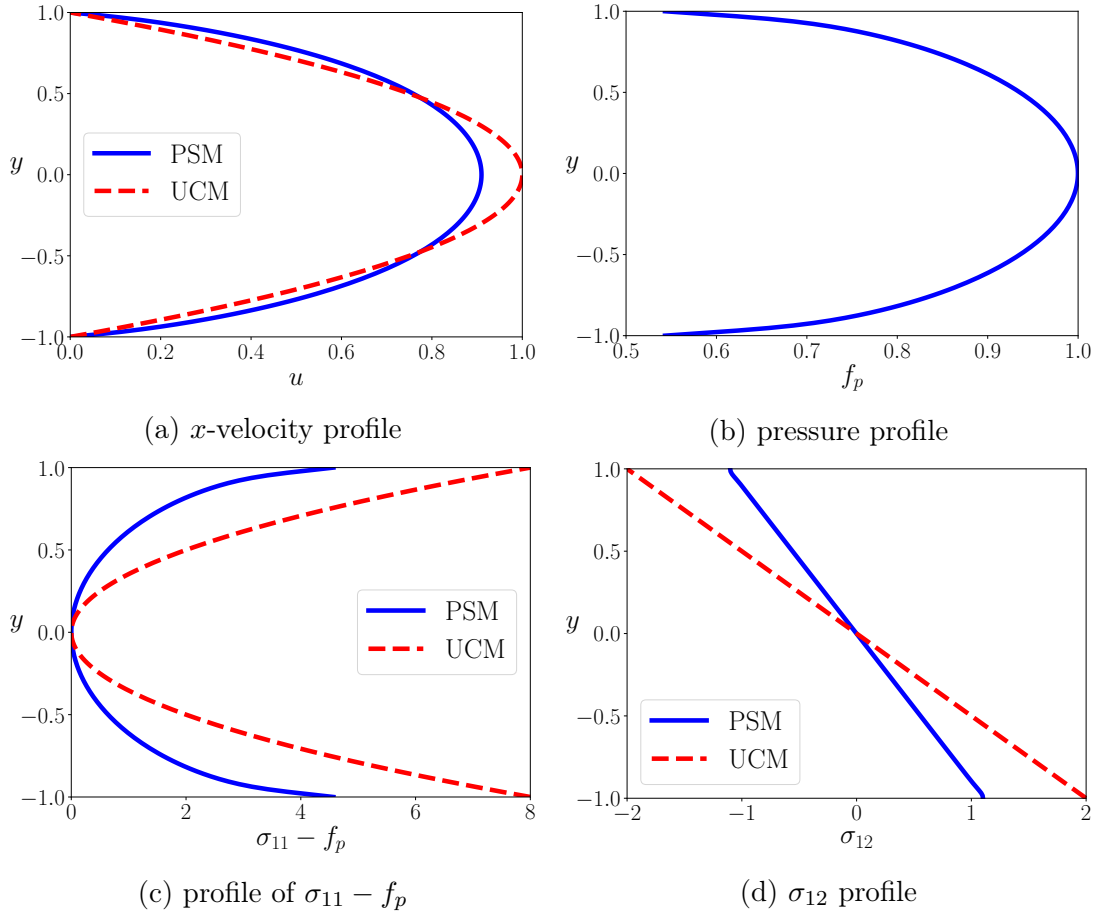 1.0
0.5
y 0.0
−0.5
−1.0
PSM
UCM
0.0 0.2 0.4 0.6 0.8 1.0
u
(a) x-velocity profile
1.0
0.5
y 0.0
−0.5
−1.0
0.5 0.6 0.7 0.8 0.9 1.0
f_p
(b) pressure profile
1.0
0.5
y 0.0
−0.5
−1.0
PSM
UCM
0 2 4 6 8
σ₁₁ − f_p
(c) profile of σ₁₁ − f_p
1.0
0.5
y 0.0
−0.5
−1.0
PSM
UCM
−2 −1 0 1 2
σ₁₂
(d) σ₁₂ profile